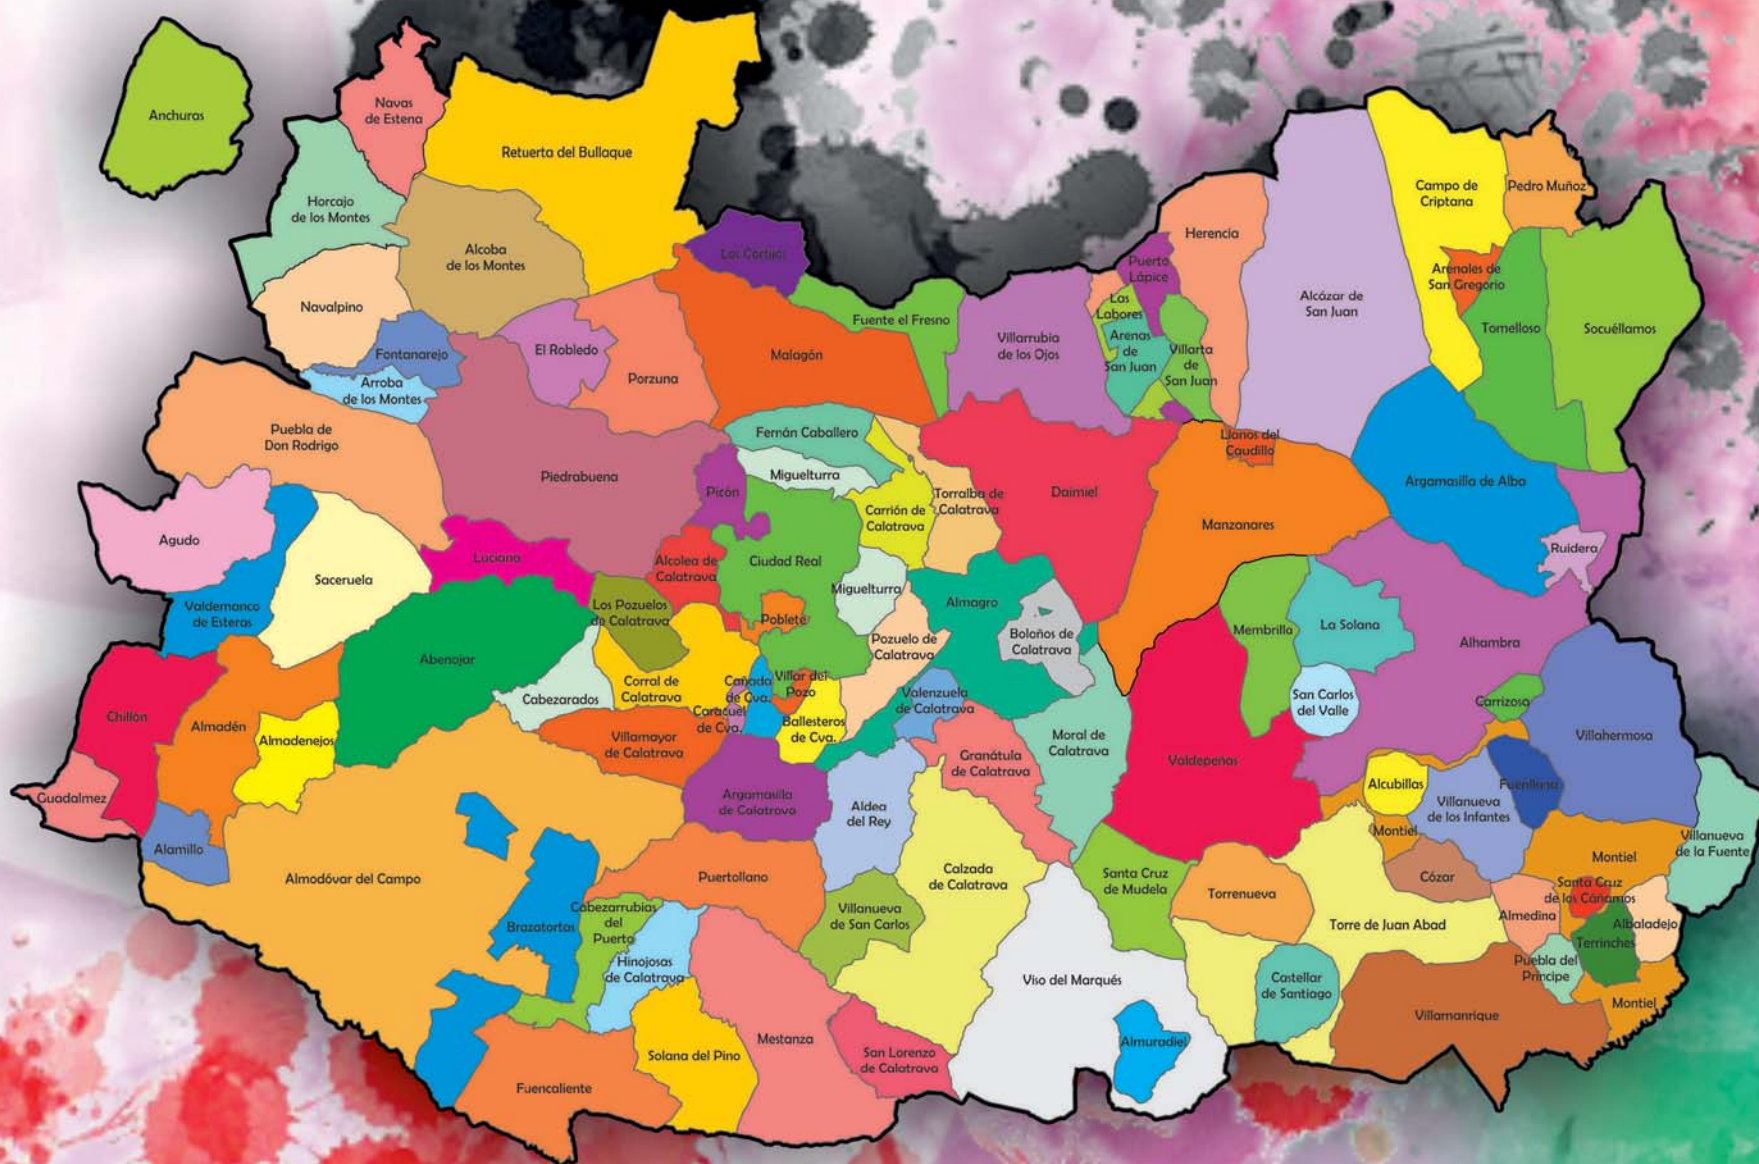 Anchuras
Navas
de Estena
Retuerta del Bullaque
Horcajo
de los Montes
Alcoba
de los Montes
Los Cortijos
Navalpino
Fontanarejo
Arroba
de los Montes
El Robledo
Porzuna
Malagón
Fuente el Fresno
Villarrubia
de los Ojos
Puerto
Lápice
Las
Labores
Arenas
de
San Juan
Villarta
de
San Juan
Herencia
Alcázar de
San Juan
Campo de
Criptana
Pedro Muñoz
Arenales de
San Gregorio
Tomelloso
Socuéllamos
Puebla de
Don Rodrigo
Piedrabuena
Fernán Caballero
Miguelturra
Picón
Carrión de
Calatrava
Torralba de
Calatrava
Daimiel
Llanos del
Caudillo
Manzanares
Argamasilla de Alba
Ruidera
Agudo
Saceruela
Luciana
Alcolea de
Calatrava
Ciudad Real
Miguelturra
Valdemanco
de Esteras
Abenojar
Los Pozuelos
de Calatrava
Poblete
Pozuelo de
Calatrava
Almagro
Bolaños de
Calatrava
Membrilla
La Solana
Alhambra
Chillón
Almadén
Almadenejos
Cabezarados
Corral de
Calatrava
Cañada
de Cva.
Villar del
Pozo
Caracuel
de Cva.
Ballesteros
de Cva.
Valenzuela
de Calatrava
Villamayor
de Calatrava
Granátula
de Calatrava
Moral de
Calatrava
Valdepeñas
San Carlos
del Valle
Carrizosa
Villahermosa
Guadalmez
Alamillo
Almodóvar del Campo
Argamasilla
de Calatrava
Aldea
del Rey
Alcubillas
Villanueva
de los Infantes
Fuenllana
Montiel
Montiel
Villanueva
de la Fuente
Puertollano
Calzada
de Calatrava
Santa Cruz
de Mudela
Torrenueva
Cózar
Torre de Juan Abad
Almedina
Santa Cruz
de los Cáñamos
Albaladejo
Terrinches
Puebla del
Príncipe
Montiel
Brazatortas
Cabezarrubias
del
Puerto
Hinojosas
de Calatrava
Villanueva
de San Carlos
Viso del Marqués
Castellar
de Santiago
Villamanrique
Fuencaliente
Solana del Pino
Mestanza
San Lorenzo
de Calatrava
Almuradiel